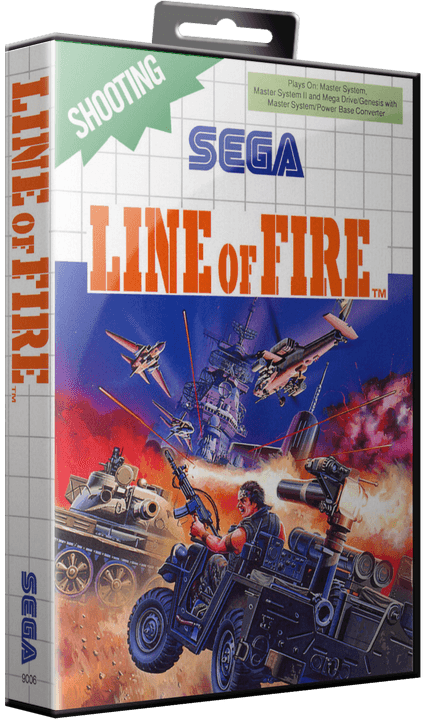 SHOOTING
Plays On: Master System,
Master System II and Mega Drive/Genesis with
Master System/Power Base Converter
SEGA
LINE OF FIRE
TM
LINE OF FIRE
TM
SEGA
9006